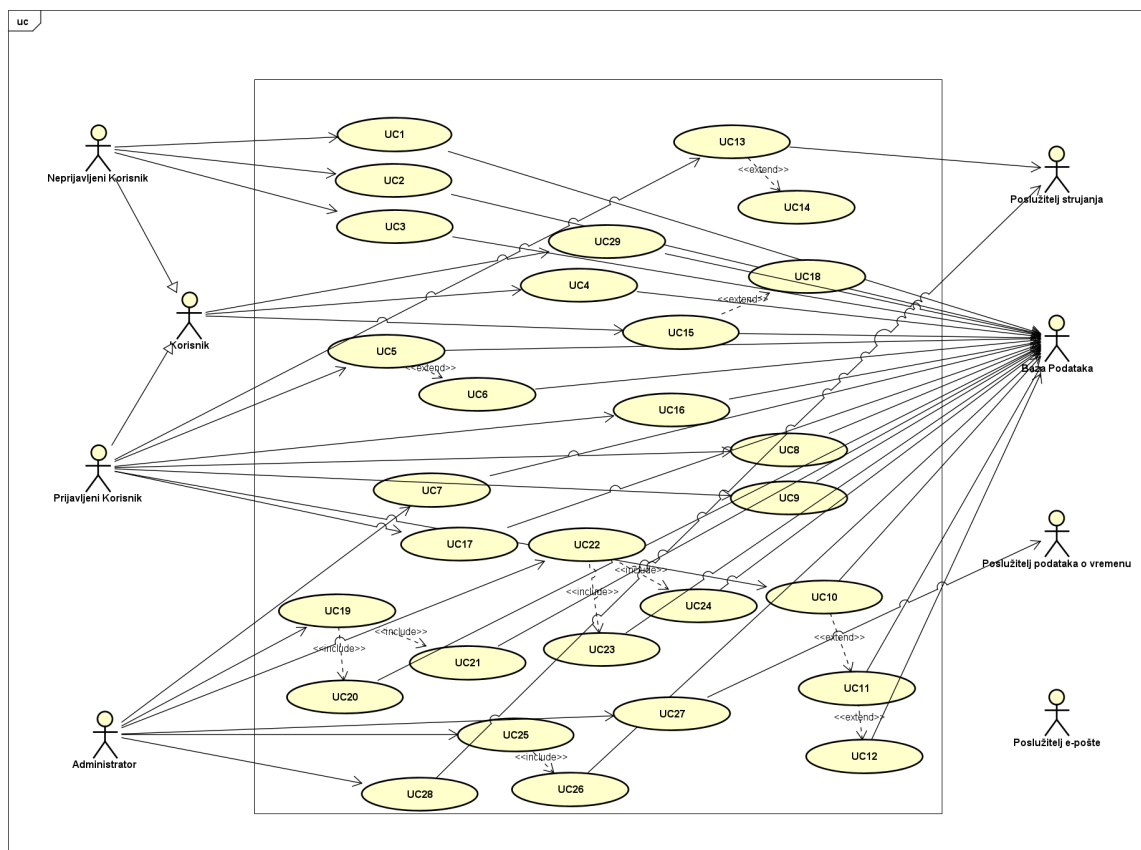 uc
UC1
UC13
Neprijavljeni Korisnik
<<extend>>
UC2
Poslužitelj strujanja
UC14
UC3
UC29
UC18
UC4
<<extend>>
Korisnik
UC15
UC5
<<extend>>
Baza Podataka
UC6
UC16
UC8
Prijavljeni Korisnik
UC7
UC9
UC17
UC22
Poslužitelj podataka o vremenu
<<include>>
<<include>>
UC24
UC10
UC19
<<include>>
<<extend>>
<<include>>
UC23
UC21
UC20
UC11
UC27
<<extend>>
UC25
Poslužitelj e-pošte
<<include>>
UC12
Administrator
UC28
UC26